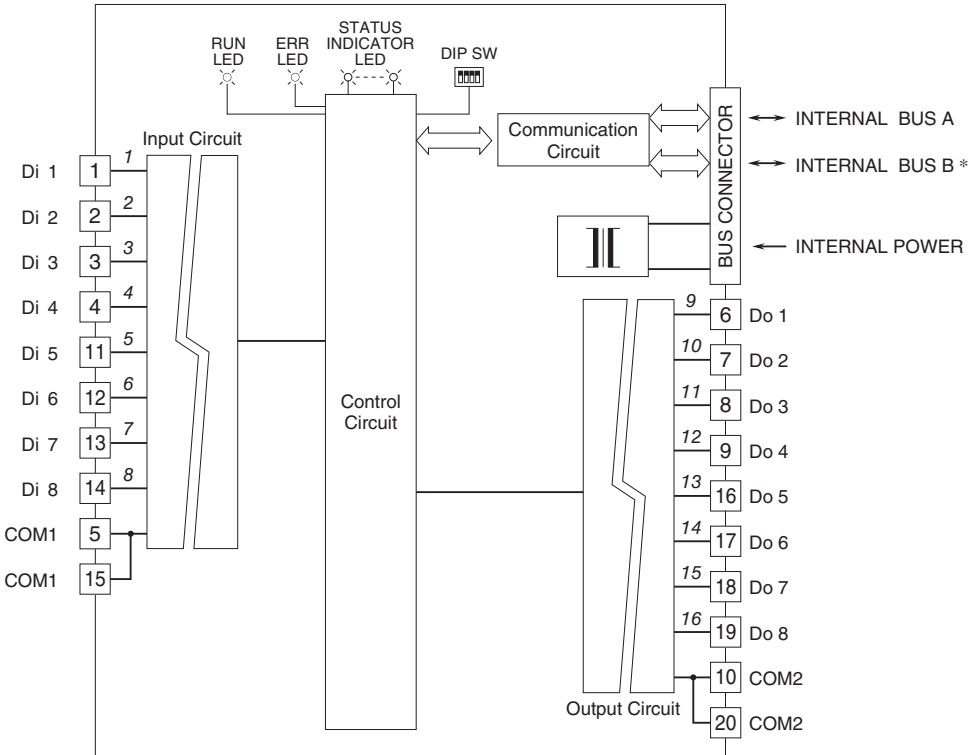 RUN
LED
ERR
LED
STATUS
INDICATOR
LED
DIP SW
Input Circuit
Communication
Circuit
BUS CONNECTOR
INTERNAL BUS A
INTERNAL BUS B *
INTERNAL POWER
Di 1 1 1
Di 2 2 2
Di 3 3 3
Di 4 4 4
Di 5 11 5
Di 6 12 6
Di 7 13 7
Di 8 14 8
COM1 5
COM1 15
Control
Circuit
9 6 Do 1
10 7 Do 2
11 8 Do 3
12 9 Do 4
13 16 Do 5
14 17 Do 6
15 18 Do 7
16 19 Do 8
10 COM2
20 COM2
Output Circuit